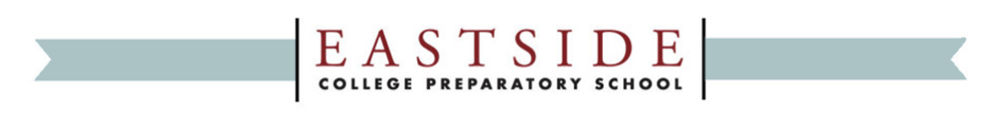 EASTSIDE
COLLEGE PREPARATORY SCHOOL